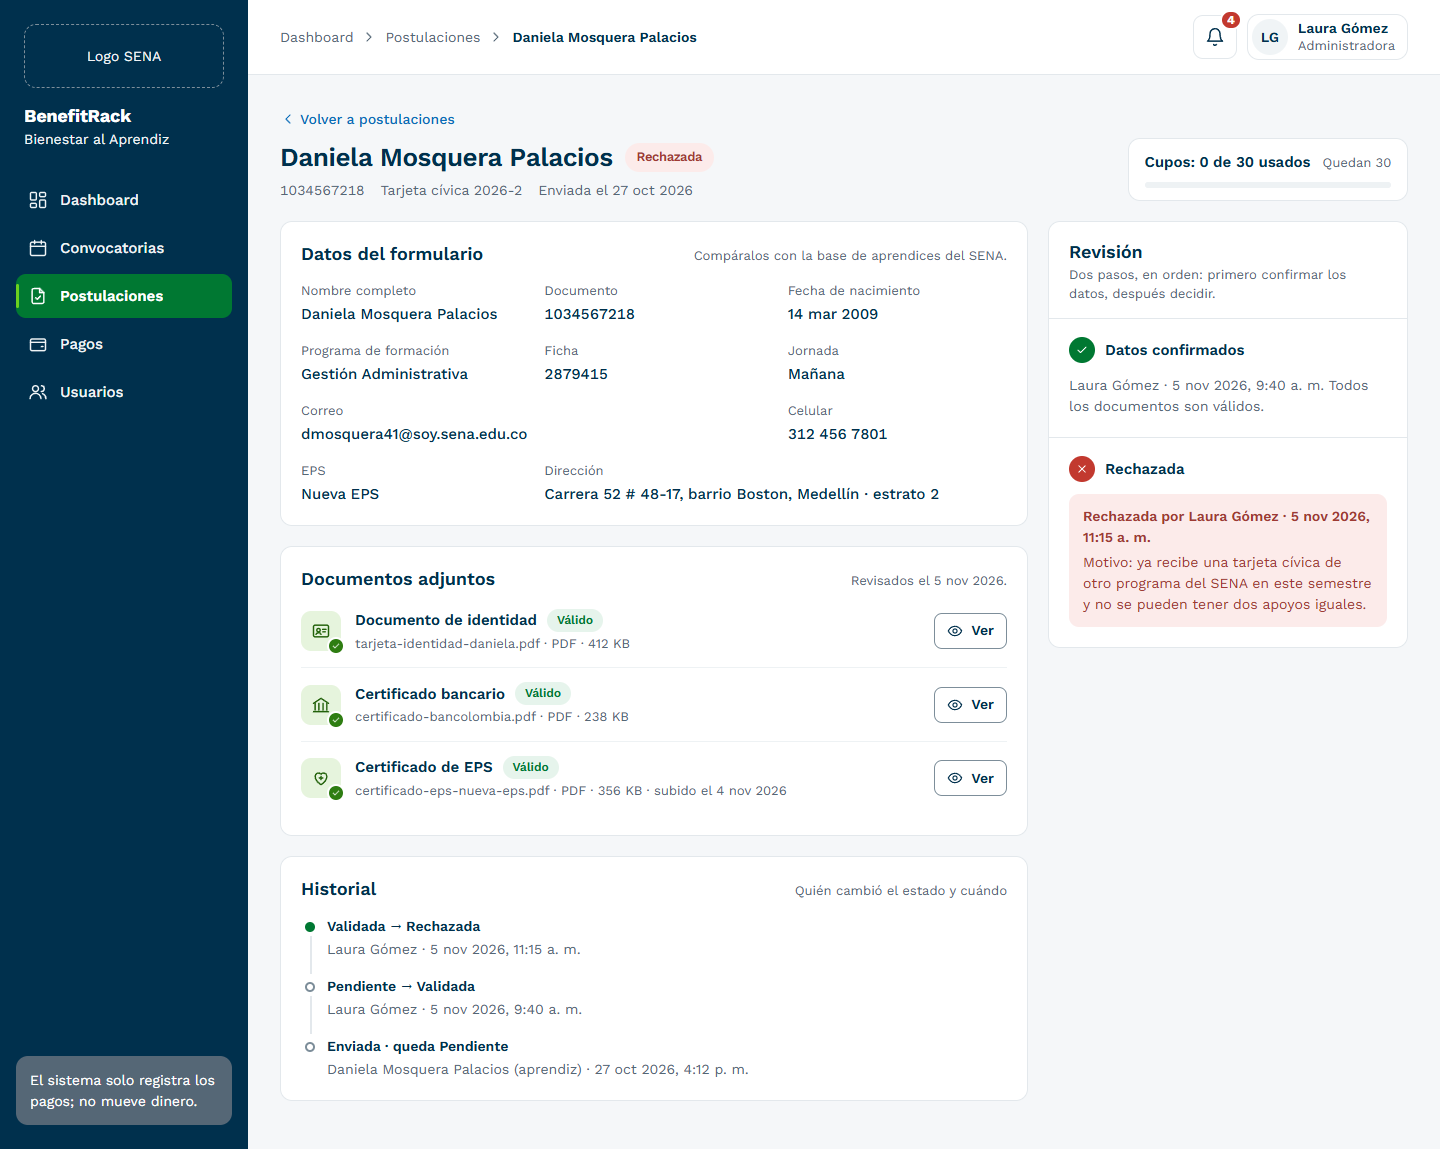 Logo SENA
BenefitRack
Bienestar al Aprendiz
Dashboard
Convocatorias
Postulaciones
Pagos
Usuarios
El sistema solo registra los
pagos; no mueve dinero.
Dashboard > Postulaciones > Daniela Mosquera Palacios
4
LG
Laura Gómez
Administradora
Volver a postulaciones
Daniela Mosquera Palacios Rechazada
1034567218 Tarjeta cívica 2026-2 Enviada el 27 oct 2026
Cupos: 0 de 30 usados Quedan 30
Datos del formulario Compáralos con la base de aprendices del SENA.
Nombre completo Documento Fecha de nacimiento
Daniela Mosquera Palacios 1034567218 14 mar 2009
Programa de formación Ficha Jornada
Gestión Administrativa 2879415 Mañana
Correo Celular
dmosquera41@soy.sena.edu.co 312 456 7801
EPS Dirección
Nueva EPS Carrera 52 # 48-17, barrio Boston, Medellín · estrato 2
Documentos adjuntos Revisados el 5 nov 2026.
Documento de identidad Válido
tarjeta-identidad-daniela.pdf · PDF · 412 KB
Ver
Certificado bancario Válido
certificado-bancolombia.pdf · PDF · 238 KB
Ver
Certificado de EPS Válido
certificado-eps-nueva-eps.pdf · PDF · 356 KB · subido el 4 nov 2026
Ver
Historial Quién cambió el estado y cuándo
Validada → Rechazada
Laura Gómez · 5 nov 2026, 11:15 a. m.
Pendiente → Validada
Laura Gómez · 5 nov 2026, 9:40 a. m.
Enviada · queda Pendiente
Daniela Mosquera Palacios (aprendiz) · 27 oct 2026, 4:12 p. m.
Revisión
Dos pasos, en orden: primero confirmar los
datos, después decidir.
Datos confirmados
Laura Gómez · 5 nov 2026, 9:40 a. m. Todos
los documentos son válidos.
Rechazada
Rechazada por Laura Gómez · 5 nov 2026,
11:15 a. m.
Motivo: ya recibe una tarjeta cívica de
otro programa del SENA en este semestre
y no se pueden tener dos apoyos iguales.